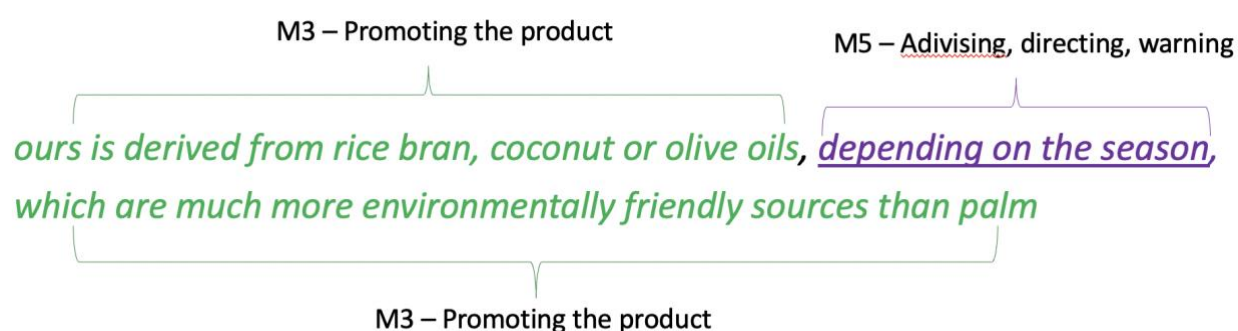 M3 – Promoting the product
M5 – Adivising, directing, warning
ours is derived from rice bran, coconut or olive oils, depending on the season,
which are much more environmentally friendly sources than palm
M3 – Promoting the product